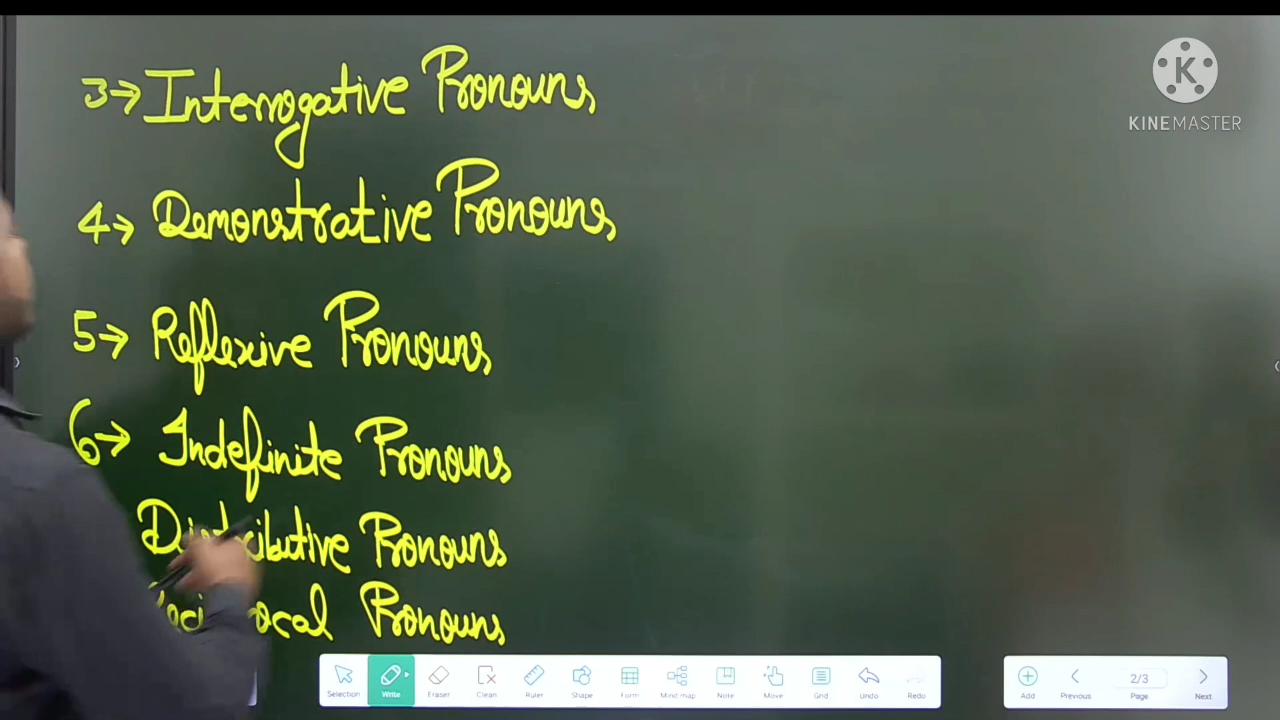 3→ Interrogative Pronouns
4→ Demonstrative Pronouns
5→ Reflexive Pronouns
6→ Indefinite Pronouns
Distributive Pronouns
Pronouns
K
KINEMASTER
Selection Write Eraser Clean Ruler Shape Form Mind map Note Move Grid Undo Redo
2/3
Add Previous Page Next